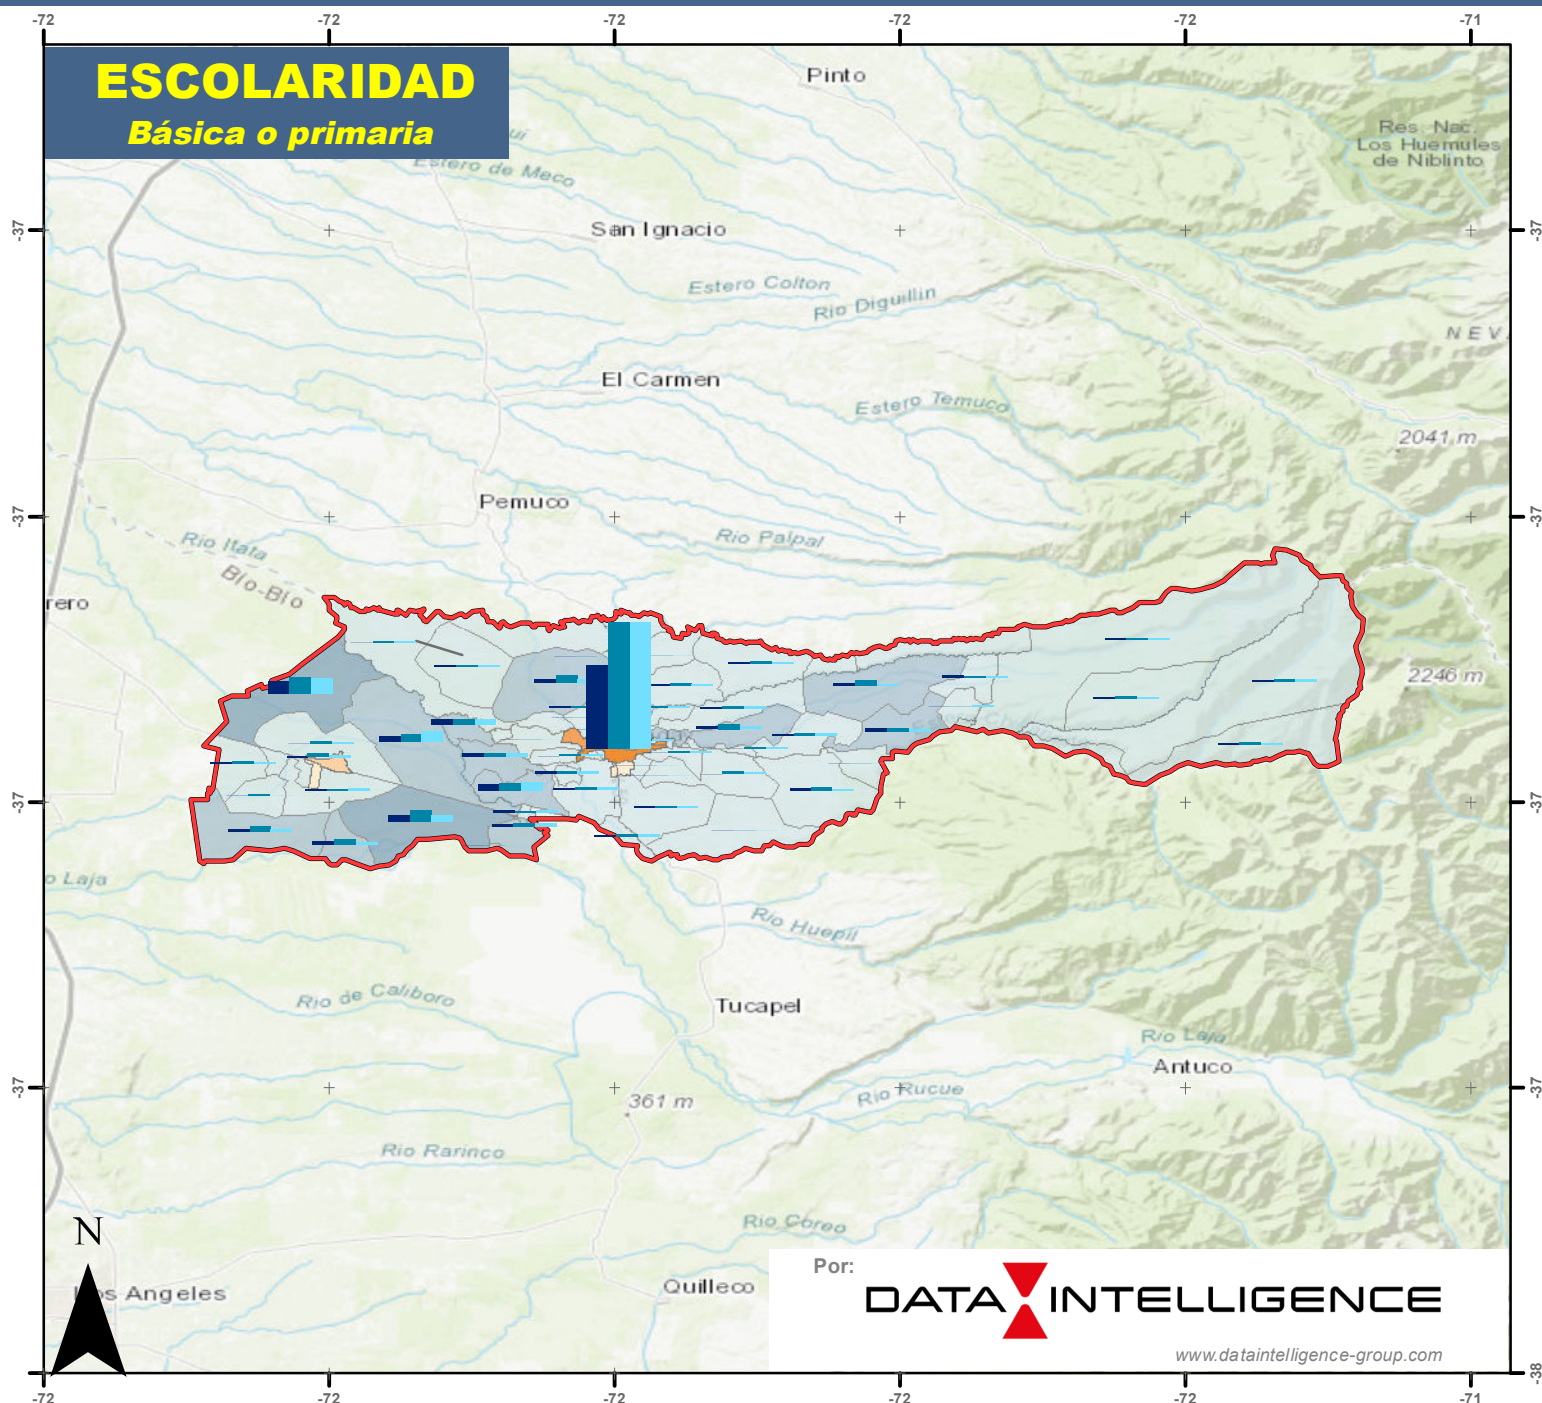 -72
-72
-72
-72
-72
-71
ESCOLARIDAD
Básica o primaria
Pinto
Res. Nac.
Los Huemules
de Niblinto
Estero de Meco
-37
San Ignacio
-37
Estero Colton
Rio Diguillin
El Carmen
Estero Temuco
2041 m
-37
Pemuco
-37
Rio Itata
Rio Palpal
BIo-BIo
rero
2246 m
-37
-37
o Laja
Rio Huepil
Rio de Caliboro
Tucapel
Rio Laja
Antuco
-37
361 m
Rio Rucue
-37
Rio Rarinco
Rio Coreo
N
Por:
Quilleco
os Angeles
DATA INTELLIGENCE
www.dataintelligence-group.com
-38
-72
-72
-72
-72
-72
-71